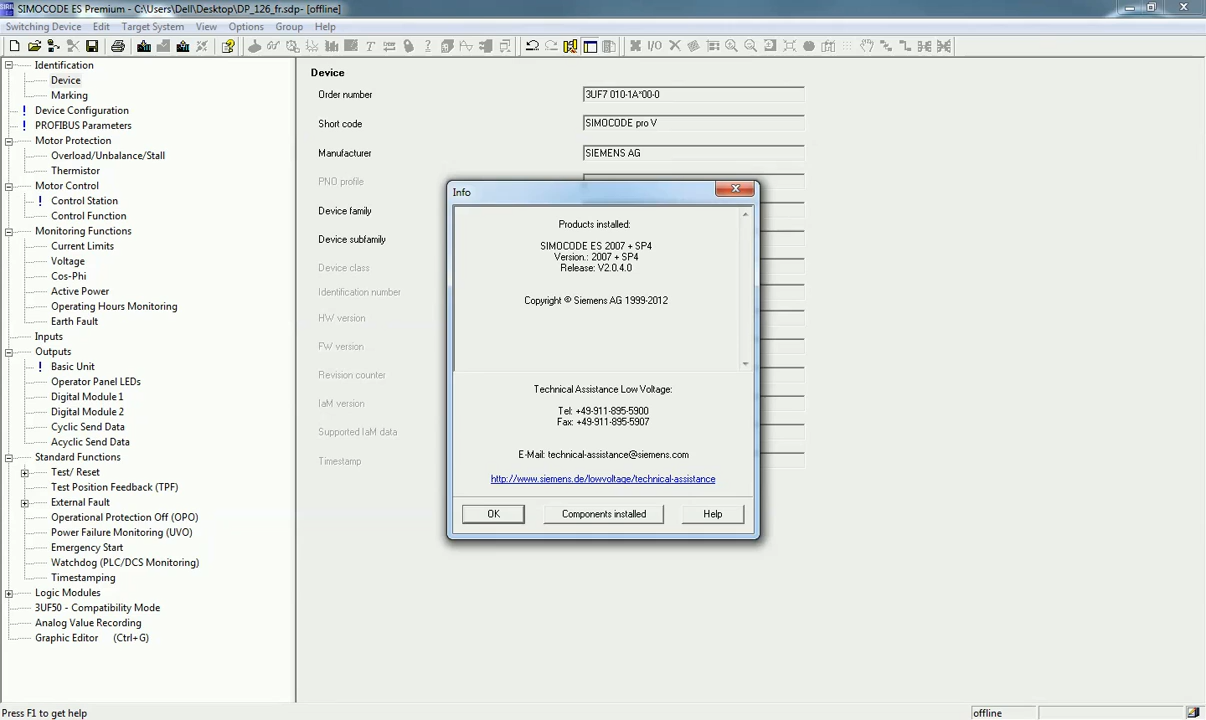 SIMOCODE ES Premium - C:\Users\Dell\Desktop\DP_126_fr.sdp- [offline]
Switching Device Edit Target System View Options Group Help
Identification
Device
Marking
Device Configuration
PROFIBUS Parameters
Motor Protection
Overload/Unbalance/Stall
Thermistor
Motor Control
Control Station
Control Function
Monitoring Functions
Current Limits
Voltage
Cos-Phi
Active Power
Operating Hours Monitoring
Earth Fault
Inputs
Outputs
Basic Unit
Operator Panel LEDs
Digital Module 1
Digital Module 2
Cyclic Send Data
Acyclic Send Data
Standard Functions
Test/ Reset
Test Position Feedback (TPF)
External Fault
Operational Protection Off (OPO)
Power Failure Monitoring (UVO)
Emergency Start
Watchdog (PLC/DCS Monitoring)
Timestamping
Logic Modules
3UF50 - Compatibility Mode
Analog Value Recording
Graphic Editor (Ctrl+G)
Device
Order number 3UF7 010-1A*00-0
Short code SIMOCODE pro V
Manufacturer SIEMENS AG
PNO profile
Device family
Device subfamily
Device class
Identification number
HW version
FW version
Revision counter
IaM version
Supported IaM data
Timestamp
Info
Products installed:
SIMOCODE ES 2007 + SP4
Version.: 2007 + SP4
Release: V2.0.4.0
Copyright © Siemens AG 1999-2012
Technical Assistance Low Voltage:
Tel: +49-911-895-5900
Fax: +49-911-895-5907
E-Mail: technical-assistance@siemens.com
http://www.siemens.de/lowvoltage/technical-assistance
OK Components installed Help
Press F1 to get help
offline